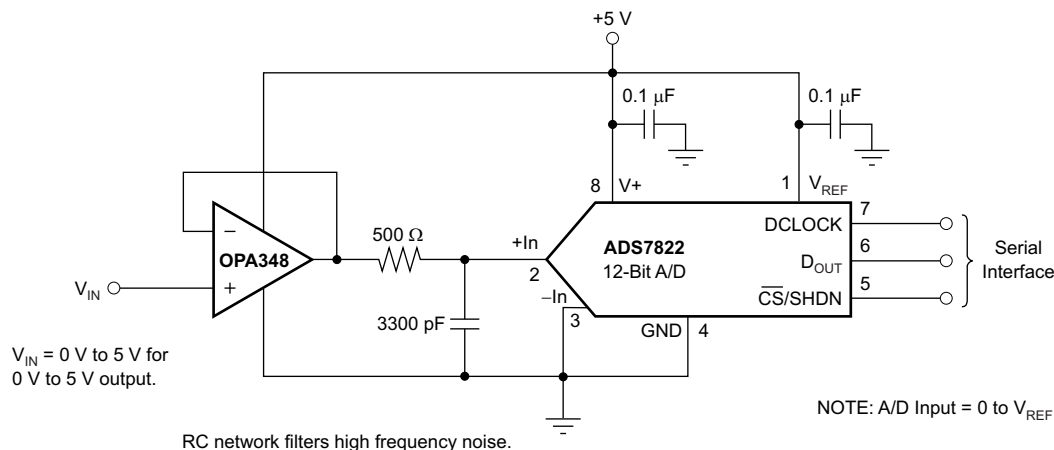 +5 V
0.1 μF
0.1 μF
8
V+
1
VREF
7
DCLOCK
500 Ω
+In
ADS7822
6
OPA348
12-Bit A/D
DOUT
Serial
Interface
2
5
VIN
–In
CS/SHDN
3
3300 pF
GND
4
VIN = 0 V to 5 V for
0 V to 5 V output.
NOTE: A/D Input = 0 to VREF
RC network filters high frequency noise.
−
+